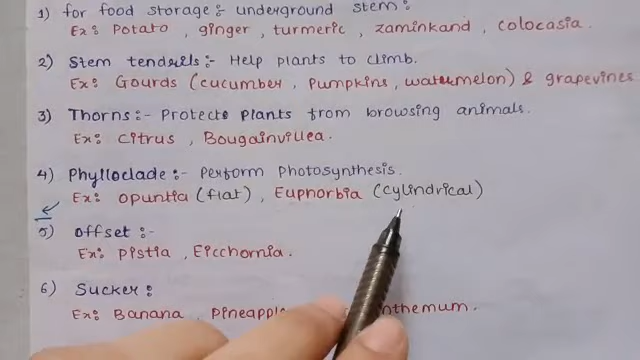 1) for food storage :- underground stem :
Ex : Potato , ginger , turmeric , zaminkand , colocasia .
2) Stem tendrils :- Help plants to climb.
Ex : Gourds (cucumber , Pumpkins , watermelon) & grapevines
3) Thorns :- Protects Plants from browsing animals.
Ex : Citrus , Bougainvillea .
4) Phylloclade :- Perform Photosynthesis .
Ex : opuntia (flat) , Euphorbia (cylindrical)
5) offset :-
Ex : Pistia , Eicchornia .
6) Sucker :
Ex : Banana , Pineapple nthemum .